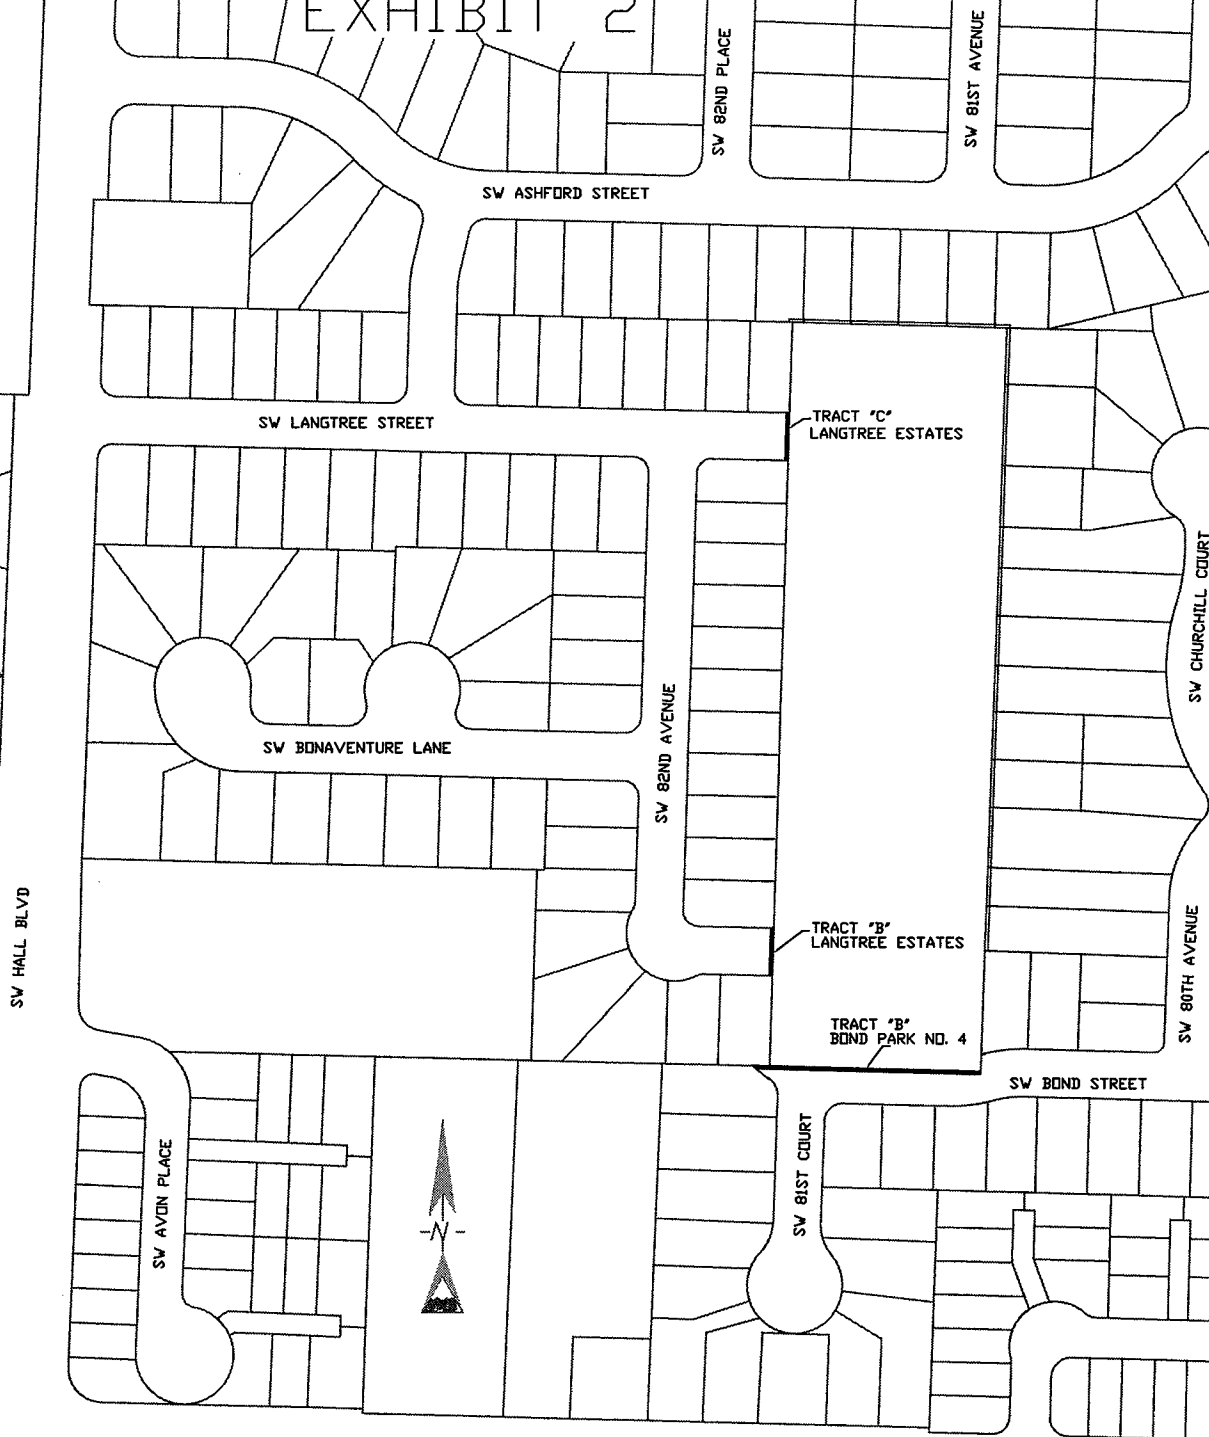 EXHIBIT 2
SW 82ND PLACE
SW 81ST AVENUE
SW ASHFORD STREET
SW LANGTREE STREET
TRACT "C"
LANGTREE ESTATES
SW CHURCHILL COURT
SW 82ND AVENUE
SW BONAVENTURE LANE
SW HALL BLVD
TRACT "B"
LANGTREE ESTATES
SW 80TH AVENUE
TRACT "B"
BOND PARK NO. 4
SW BOND STREET
SW AVON PLACE
SW 81ST COURT
-N-